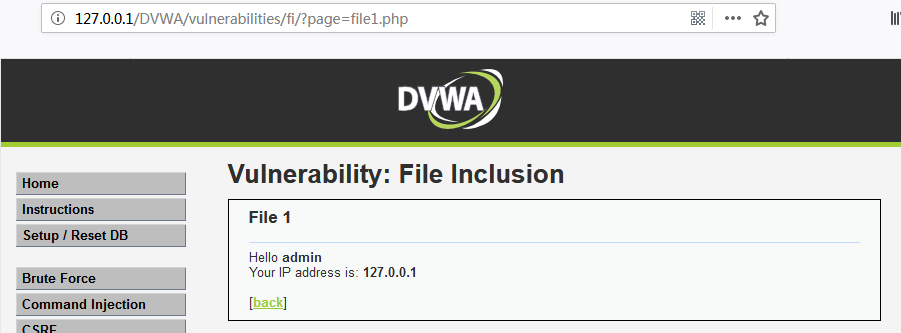 127.0.0.1/DVWA/vulnerabilities/fi/?page=file1.php
DVWA
Home
Instructions
Setup / Reset DB
Brute Force
Command Injection
CSRF
Vulnerability: File Inclusion
File 1
Hello admin
Your IP address is: 127.0.0.1
[back]